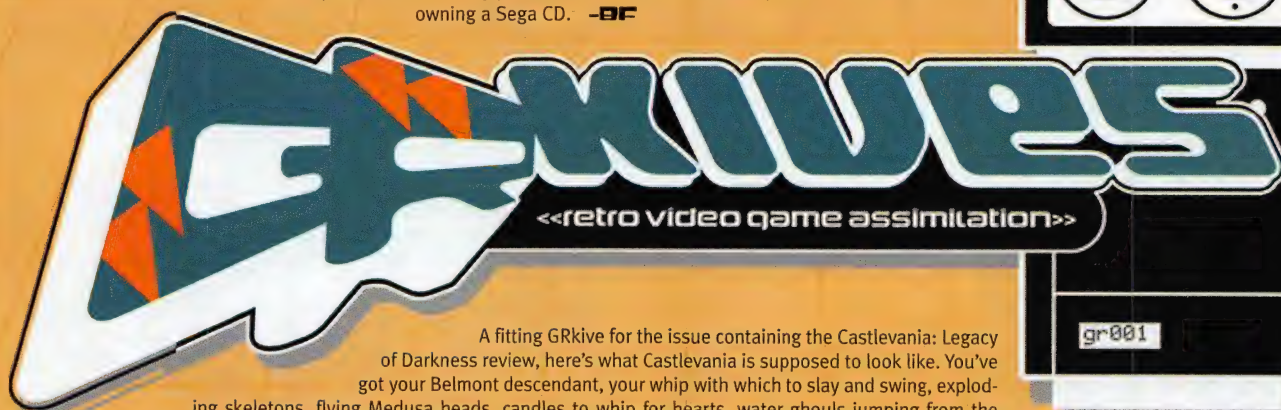 owning a Sega CD. -BF
GRkives
<<retro video game assimilation>>
gr001
A fitting GRkive for the issue containing the Castlevania: Legacy
of Darkness review, here's what Castlevania is supposed to look like. You've
got your Belmont descendant, your whip with which to slay and swing, explod-
ing skeletons, flying Medusa heads, candles to whip for hearts, water ghouls jumping from the